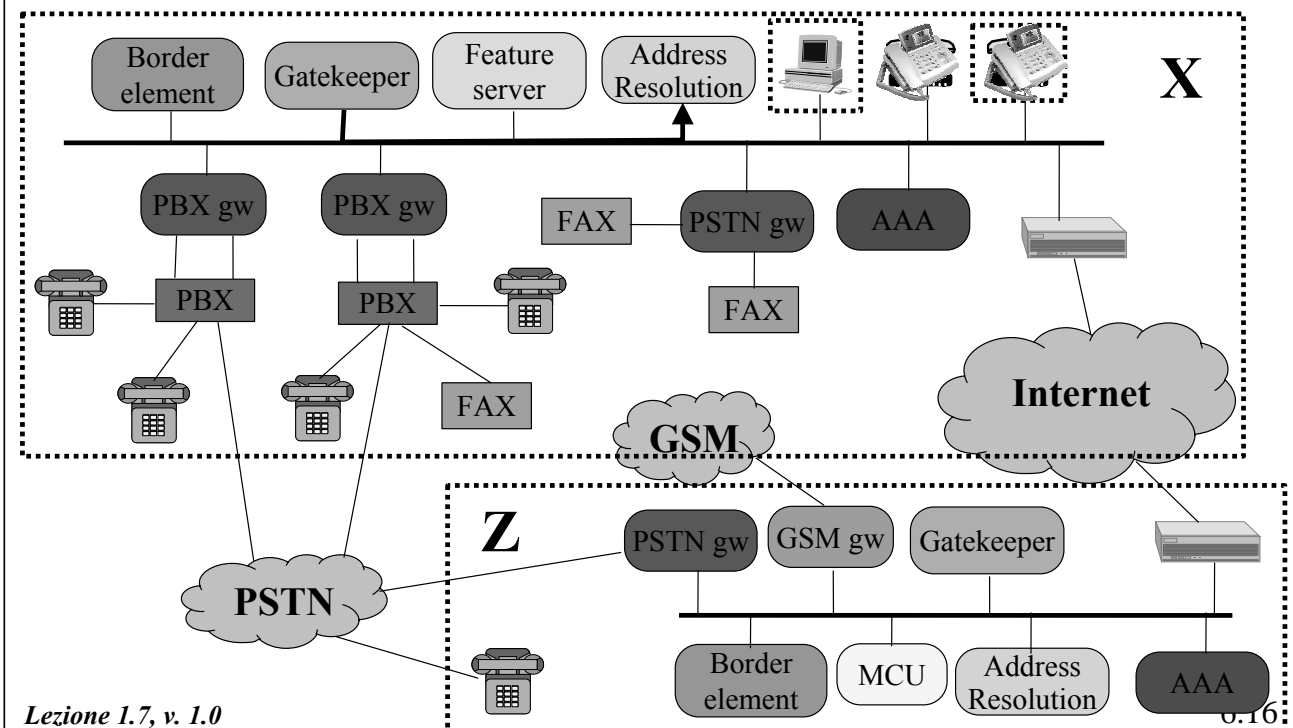 Border
element
Gatekeeper
Feature
server
Address
Resolution
X
PBX gw
PBX gw
FAX
PSTN gw
AAA
PBX
PBX
FAX
FAX
Internet
GSM
Z
PSTN gw
GSM gw
Gatekeeper
PSTN
Border
element
MCU
Address
Resolution
AAA
Lezione 1.7, v. 1.0
6.16